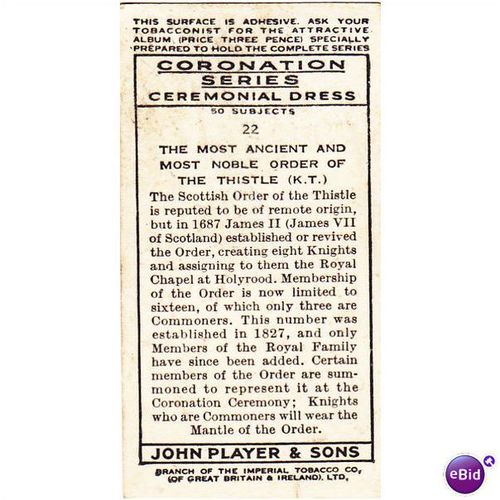 THIS SURFACE IS ADHESIVE. ASK YOUR
TOBACCONIST FOR THE ATTRACTIVE
ALBUM, (PRICE THREE PENCE) SPECIALLY
PREPARED TO HOLD THE COMPLETE SERIES
CORONATION
SERIES
CEREMONIAL DRESS
50 SUBJECTS
22
THE MOST ANCIENT AND
MOST NOBLE ORDER OF
THE THISTLE (K.T.)
The Scottish Order of the Thistle
is reputed to be of remote origin,
but in 1687 James II (James VII
of Scotland) established or revived
the Order, creating eight Knights
and assigning to them the Royal
Chapel at Holyrood. Membership
of the Order is now limited to
sixteen, of which only three are
Commoners. This number was
established in 1827, and only
Members of the Royal Family
have since been added. Certain
members of the Order are sum-
moned to represent it at the
Coronation Ceremony; Knights
who are Commoners will wear the
Mantle of the Order.
JOHN PLAYER & SONS
BRANCH OF THE IMPERIAL TOBACCO CO,
(OF GREAT BRITAIN & IRELAND), LTD,
eBid